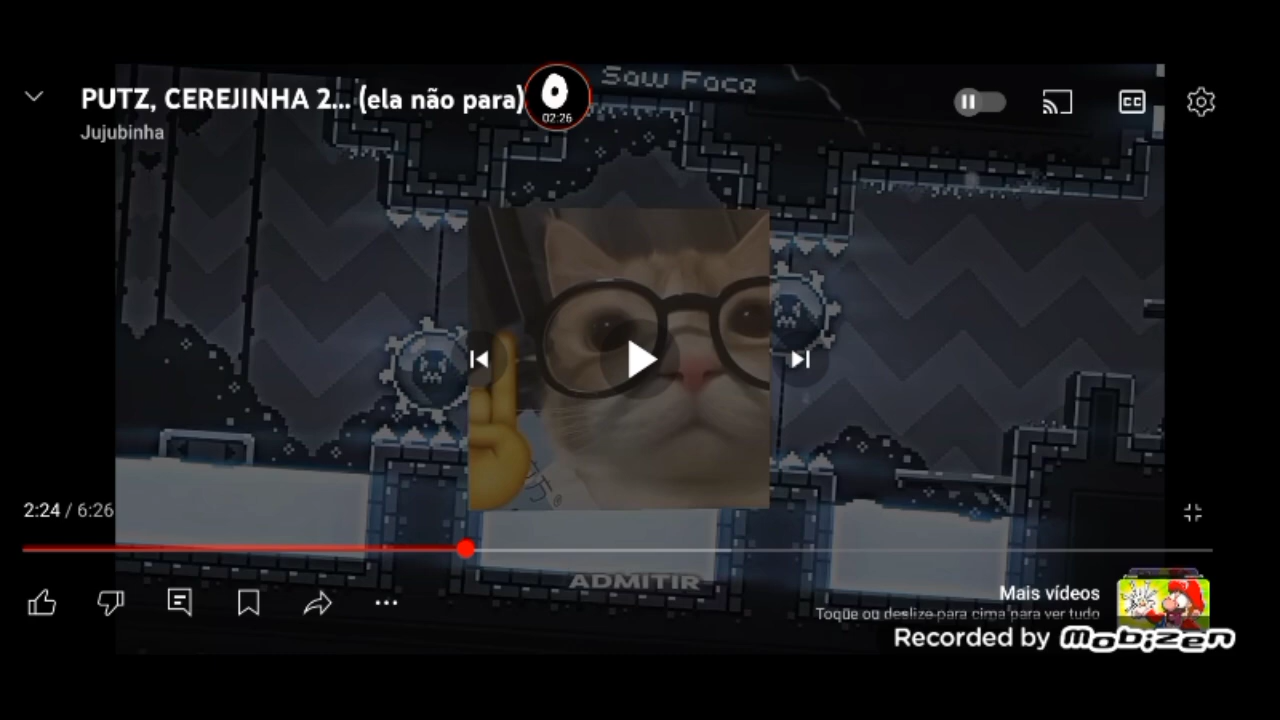 Saw Face
PUTZ, CEREJINHA 2... (ela não para)
02:26
Jujubinha
CC
2:24 / 6:26
ADMITIR
Mais vídeos
Toque ou deslize para cima para ver tudo
Recorded by Mobizen